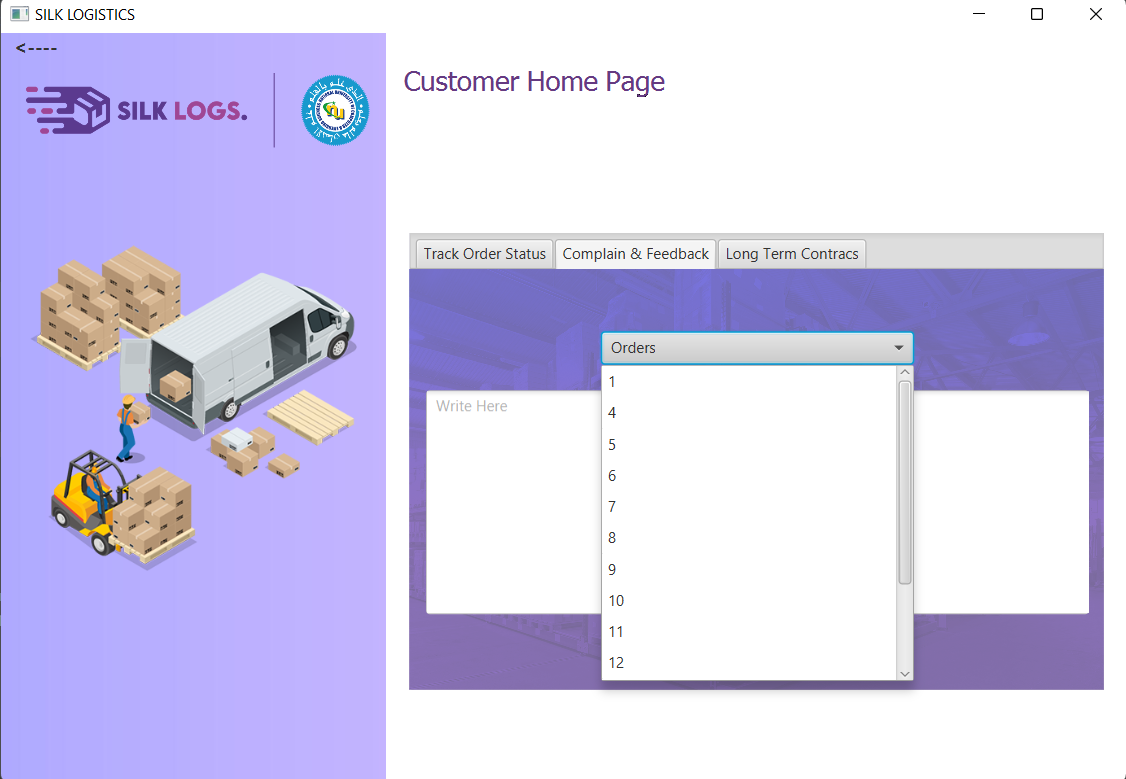 SILK LOGISTICS
<----
SILK LOGS.
Customer Home Page
Track Order Status
Complain & Feedback
Long Term Contracs
Orders
Write Here
1
4
5
6
7
8
9
10
11
12